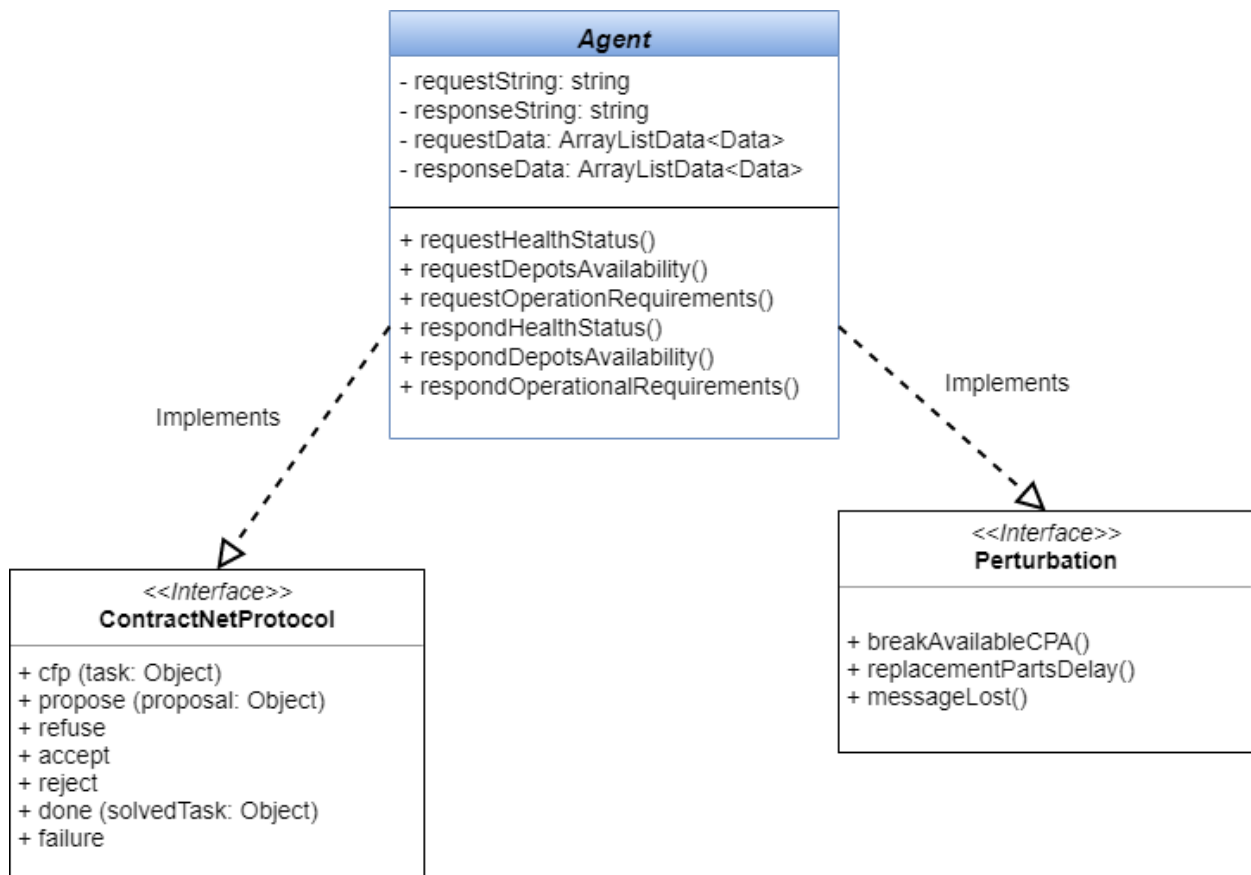 Agent
- requestString: string
- responseString: string
- requestData: ArrayListData<Data>
- responseData: ArrayListData<Data>
+ requestHealthStatus()
+ requestDepotsAvailability()
+ requestOperationRequirements()
+ respondHealthStatus()
+ respondDepotsAvailability()
+ respondOperationalRequirements()
Implements
Implements
<<Interface>>
ContractNetProtocol
+ cfp (task: Object)
+ propose (proposal: Object)
+ refuse
+ accept
+ reject
+ done (solvedTask: Object)
+ failure
<<Interface>>
Perturbation
+ breakAvailableCPA()
+ replacementPartsDelay()
+ messageLost()